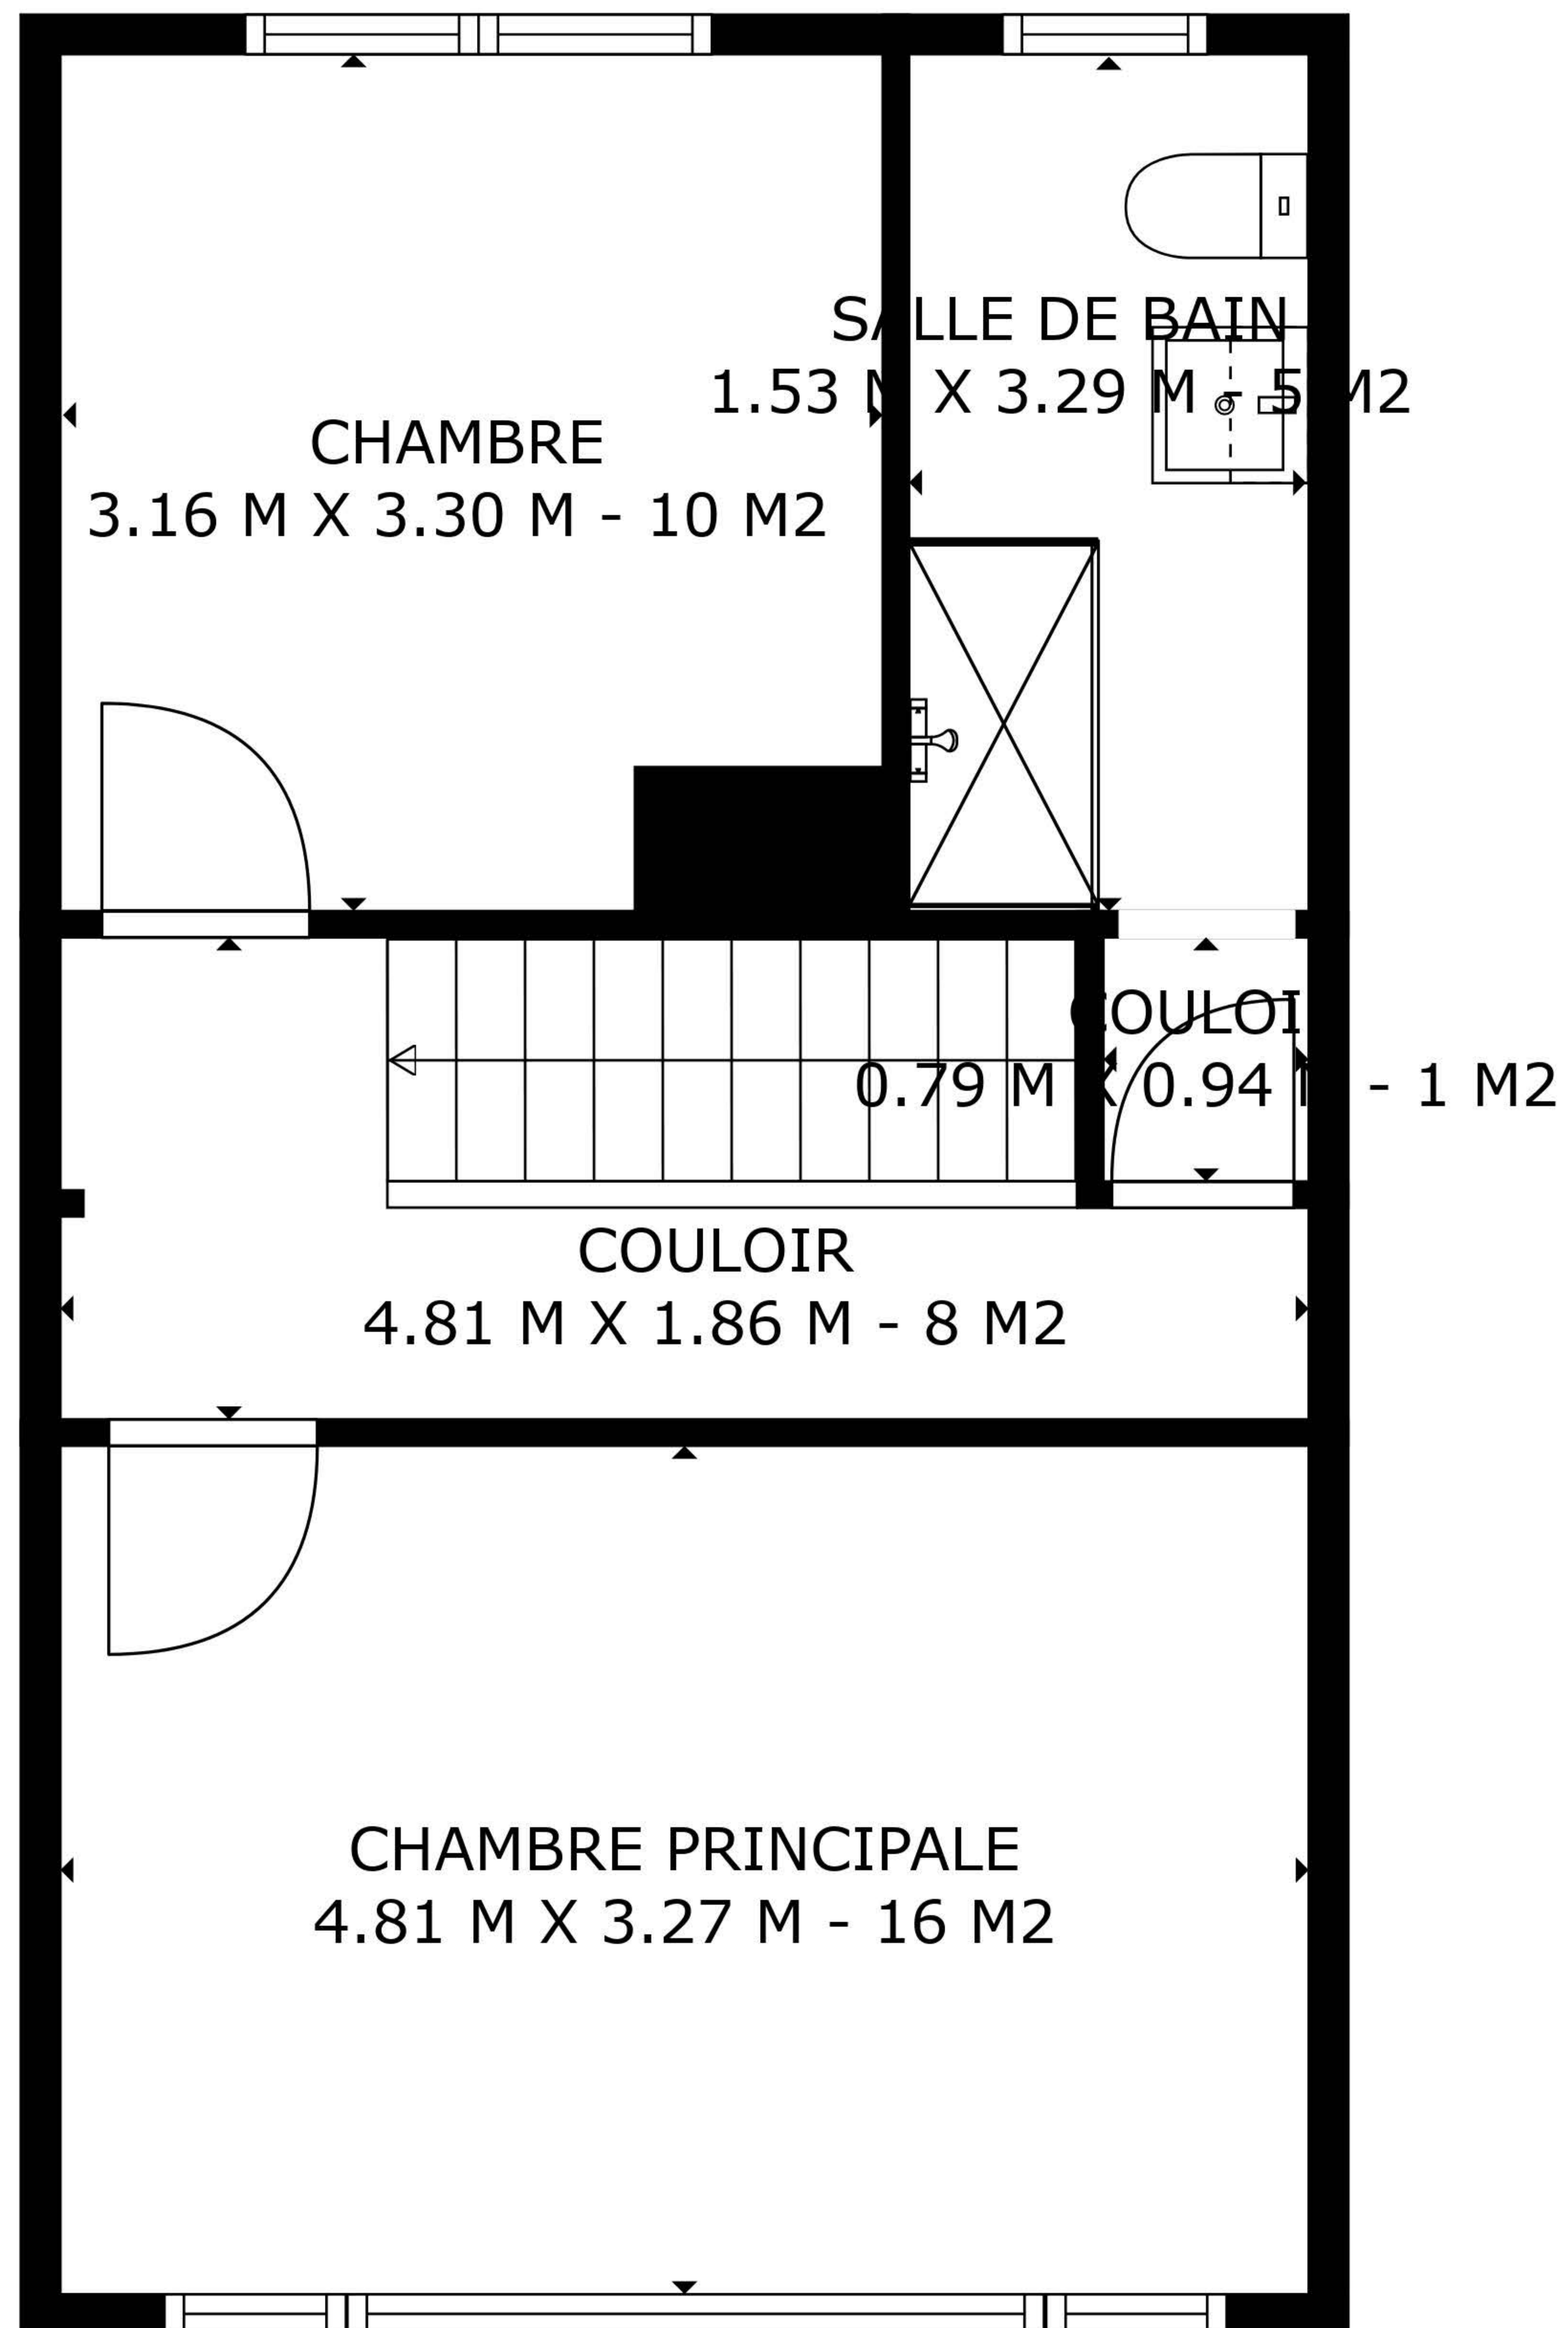 SALLE DE BAIN
1.53 M X 3.29 M - 5 M2
CHAMBRE
3.16 M X 3.30 M - 10 M2
COULOI
0.79 M X 0.94 M - 1 M2
COULOIR
4.81 M X 1.86 M - 8 M2
CHAMBRE PRINCIPALE
4.81 M X 3.27 M - 16 M2